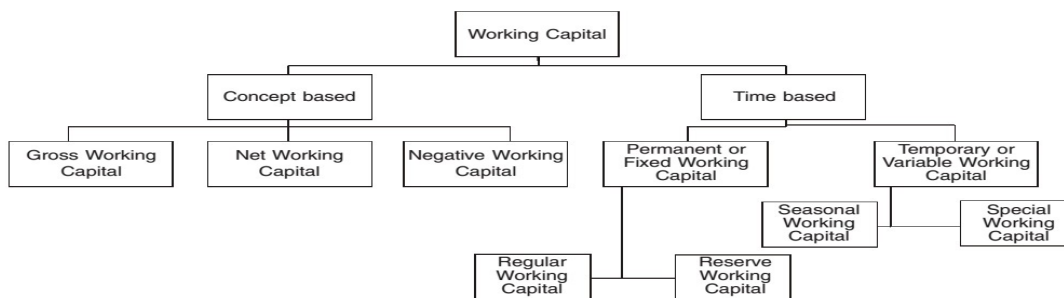 Working Capital
Concept based
Time based
Gross Working
Capital
Net Working
Capital
Negative Working
Capital
Permanent or
Fixed Working
Capital
Temporary or
Variable Working
Capital
Seasonal
Working
Capital
Special
Working
Capital
Regular
Working
Capital
Reserve
Working
Capital